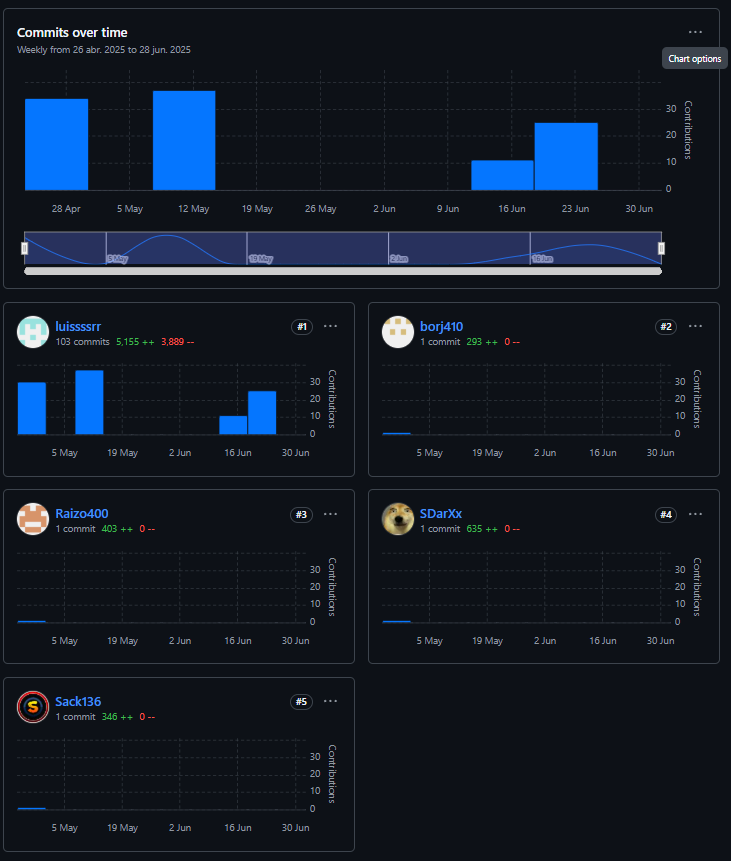 Commits over time
Weekly from 26 abr. 2025 to 28 jun. 2025
Chart options
30
20
10
0
Contributions
28 Apr 5 May 12 May 19 May 26 May 2 Jun 9 Jun 16 Jun 23 Jun 30 Jun
5 May 19 May 2 Jun 16 Jun
luissssrr #1
103 commits 5,155 ++ 3,889 --
30
20
10
0
Contributions
5 May 19 May 2 Jun 16 Jun 30 Jun
borj410 #2
1 commit 293 ++ 0 --
30
20
10
0
Contributions
5 May 19 May 2 Jun 16 Jun 30 Jun
Raizo400 #3
1 commit 403 ++ 0 --
30
20
10
0
Contributions
5 May 19 May 2 Jun 16 Jun 30 Jun
SDarXx #4
1 commit 635 ++ 0 --
30
20
10
0
Contributions
5 May 19 May 2 Jun 16 Jun 30 Jun
S
Sack136 #5
1 commit 346 ++ 0 --
30
20
10
0
Contributions
5 May 19 May 2 Jun 16 Jun 30 Jun